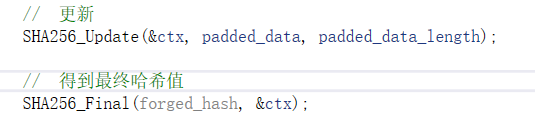 // 更新
SHA256_Update(&ctx, padded_data, padded_data_length);
// 得到最终哈希值
SHA256_Final(forged_hash, &ctx);